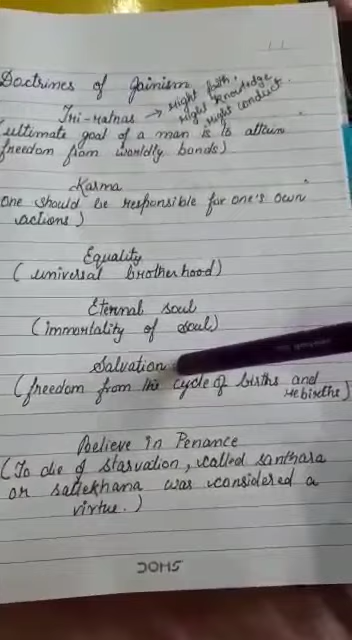 Doctrines of Jainism
Tri-ratnas → Right faith.
Right knowledge.
Right conduct.
(ultimate goal of a man is to attain
freedom from worldly bonds)
Karma
(one should be responsible for one's own
actions)
Equality
(universal brotherhood)
Eternal soul
(immortality of soul)
Salvation
(freedom from the cycle of births and
rebirths)
Believe in Penance
(To die of starvation, called santhara
or sallekhana was considered a
virtue.)
DOMS